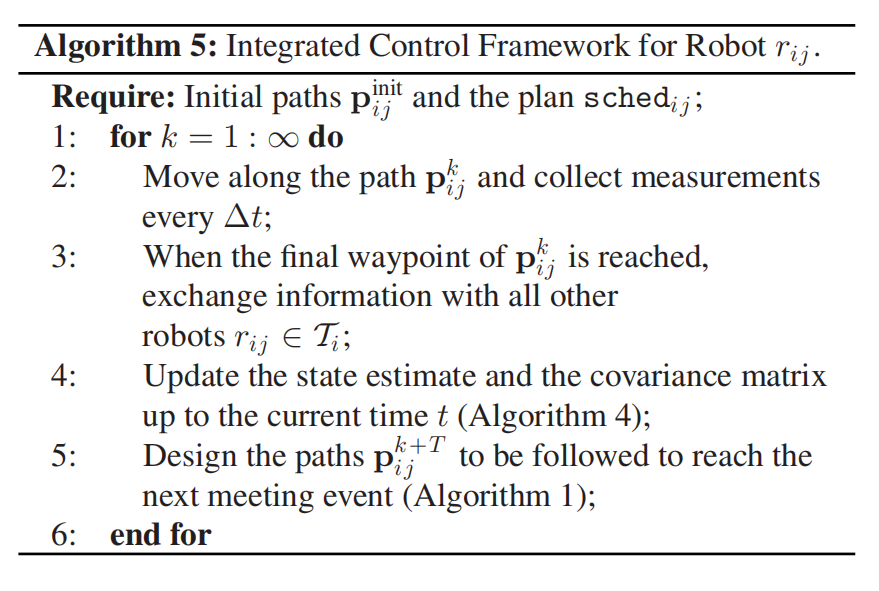 Algorithm 5: Integrated Control Framework for Robot $r_{ij}$.
Require: Initial paths $\mathbf{p}_{ij}^{\text{init}}$ and the plan $\texttt{sched}_{ij}$;
1: for $k = 1 : \infty$ do
2: Move along the path $\mathbf{p}_{ij}^{k}$ and collect measurements
every $\Delta t$;
3: When the final waypoint of $\mathbf{p}_{ij}^{k}$ is reached,
exchange information with all other
robots $r_{ij} \in \mathcal{T}_i$;
4: Update the state estimate and the covariance matrix
up to the current time $t$ (Algorithm 4);
5: Design the paths $\mathbf{p}_{ij}^{k+T}$ to be followed to reach the
next meeting event (Algorithm 1);
6: end for